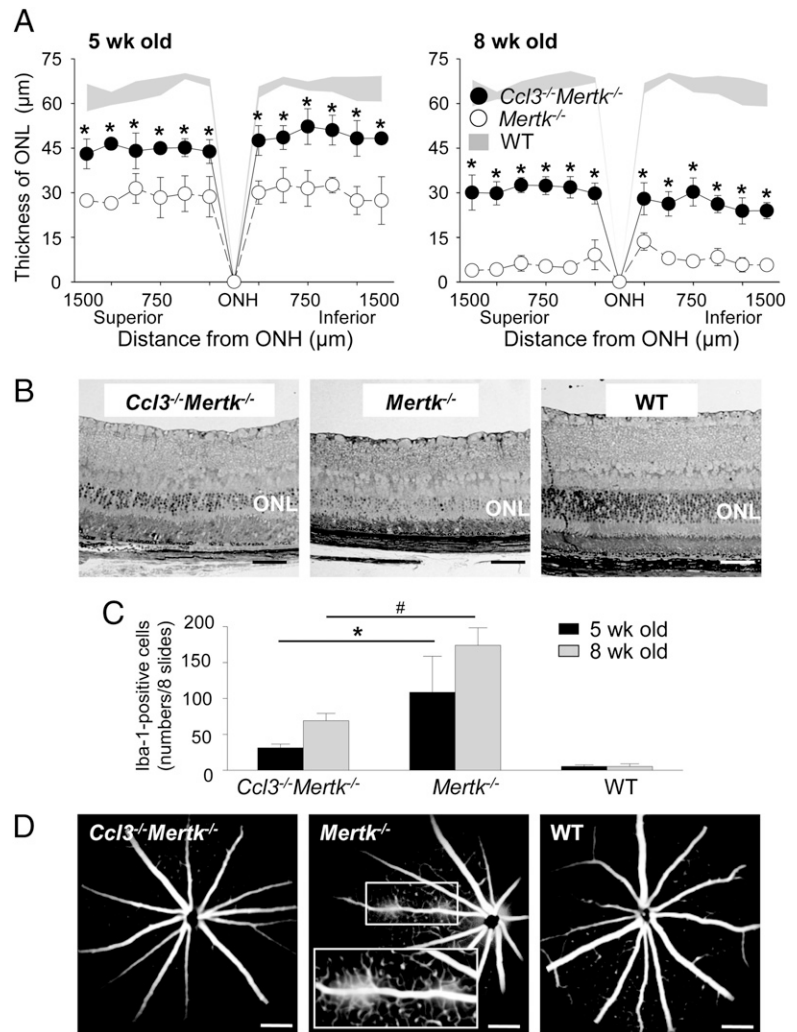 A
5 wk old
8 wk old
Thickness of ONL (µm)
75
60
45
30
15
0
* * * * * * * * * * * *
1500 750 ONH 750 1500
Superior Inferior
Distance from ONH (µm)
75
60
45
30
15
0
Ccl3-/-Mertk-/-
Mertk-/-
WT
* * * * * * * * * * * *
1500 750 ONH 750 1500
Superior Inferior
Distance from ONH (µm)
B
Ccl3-/-Mertk-/-
Mertk-/-
WT
ONL
ONL
ONL
C
Iba-1-positive cells
(numbers/8 slides)
200
150
100
50
0
#
*
5 wk old
8 wk old
Ccl3-/-Mertk-/- Mertk-/- WT
D
Ccl3-/-Mertk-/-
Mertk-/-
WT